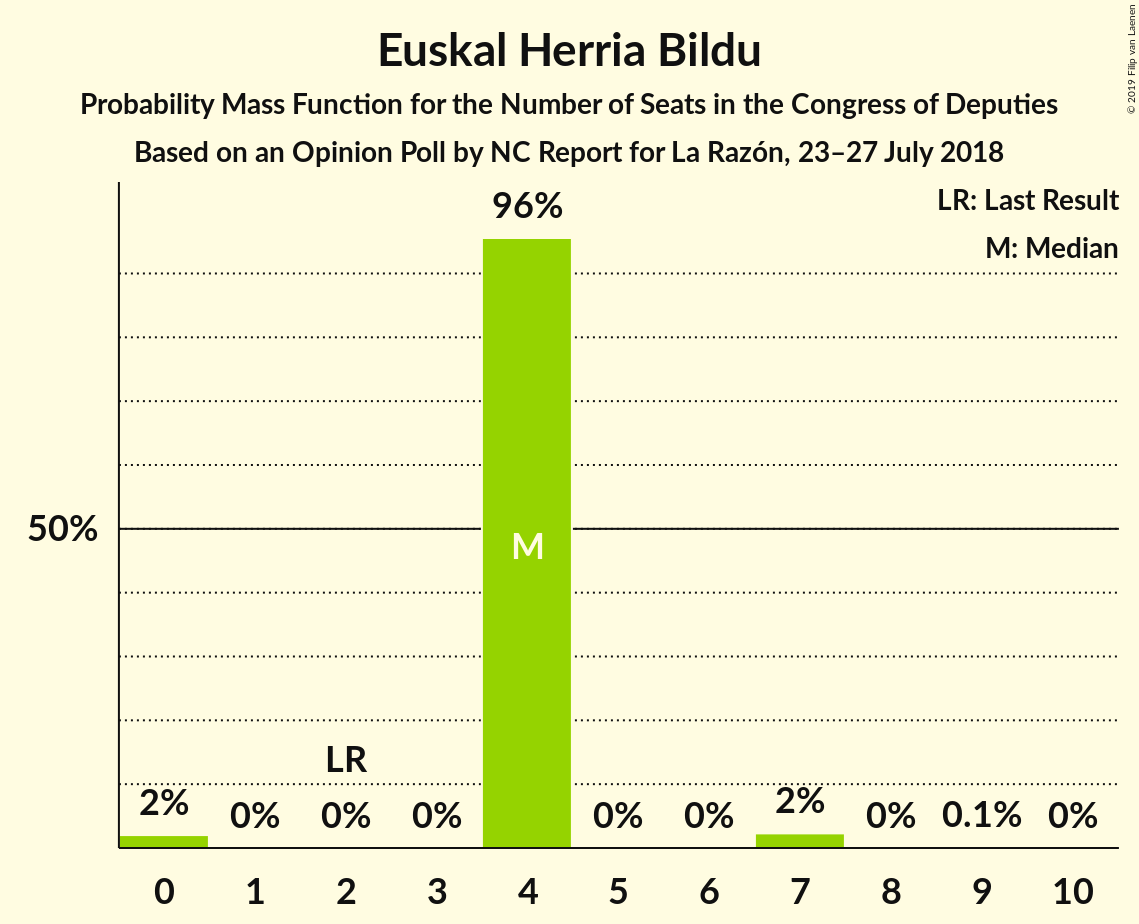 Euskal Herria Bildu
Probability Mass Function for the Number of Seats in the Congress of Deputies
Based on an Opinion Poll by NC Report for La Razón, 23–27 July 2018
© 2019 Filip van Laenen
LR: Last Result
M: Median
96%
50%
M
LR
2% 0% 0% 0% 0% 0% 2% 0% 0.1% 0%
0 1 2 3 4 5 6 7 8 9 10